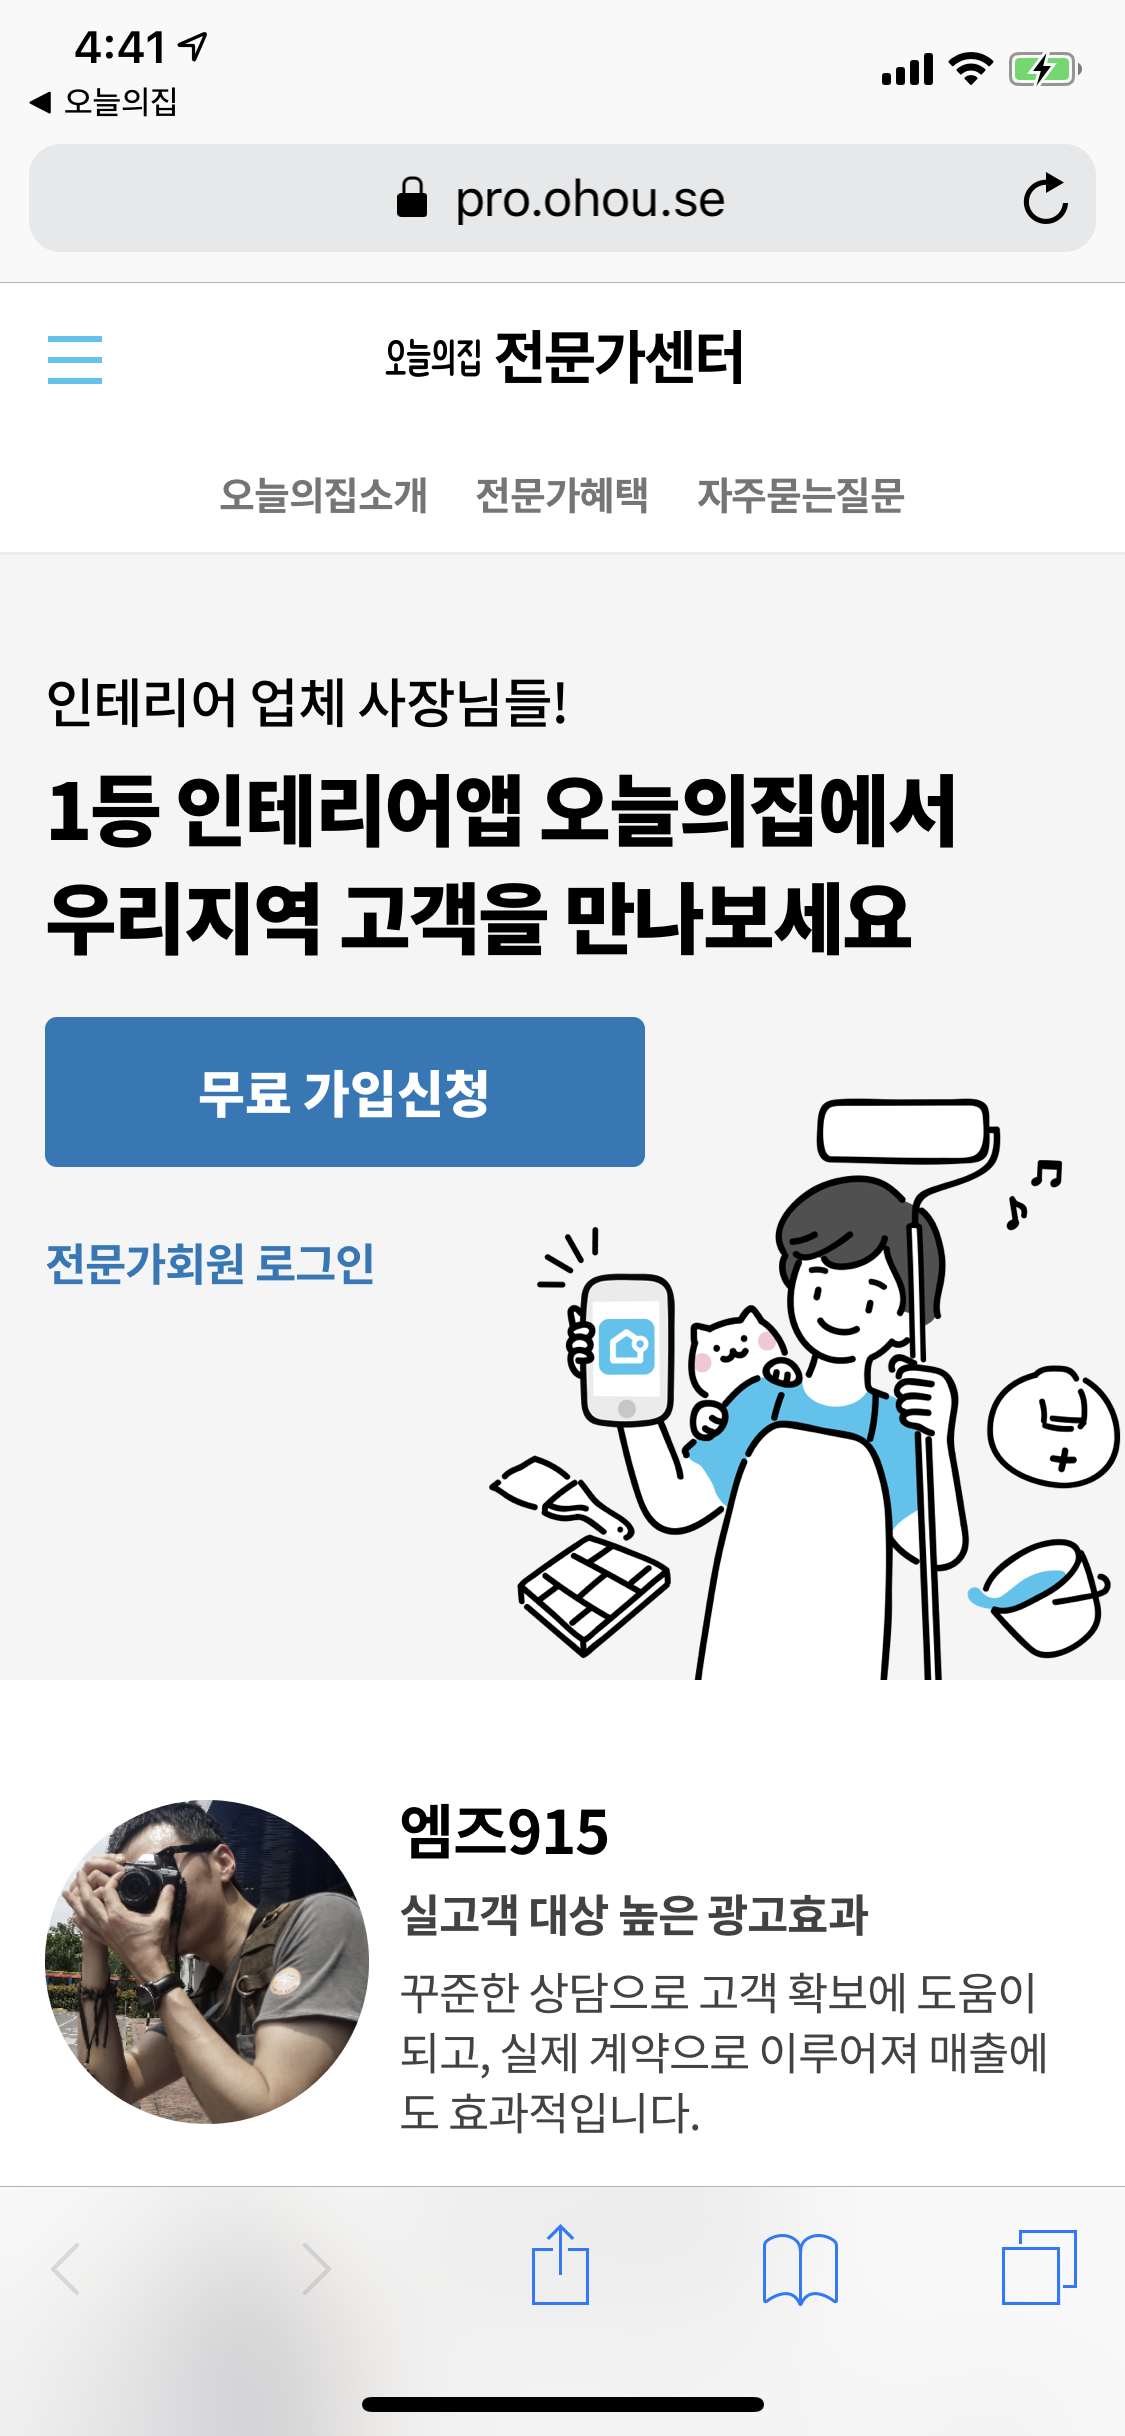 4:41
◀ 오늘의집
pro.ohou.se
오늘의집 전문가센터
오늘의집소개 전문가혜택 자주묻는질문
인테리어 업체 사장님들!
1등 인테리어앱 오늘의집에서
우리지역 고객을 만나보세요
무료 가입신청
전문가회원 로그인
엠즈915
실고객 대상 높은 광고효과
꾸준한 상담으로 고객 확보에 도움이
되고, 실제 계약으로 이루어져 매출에
도 효과적입니다.